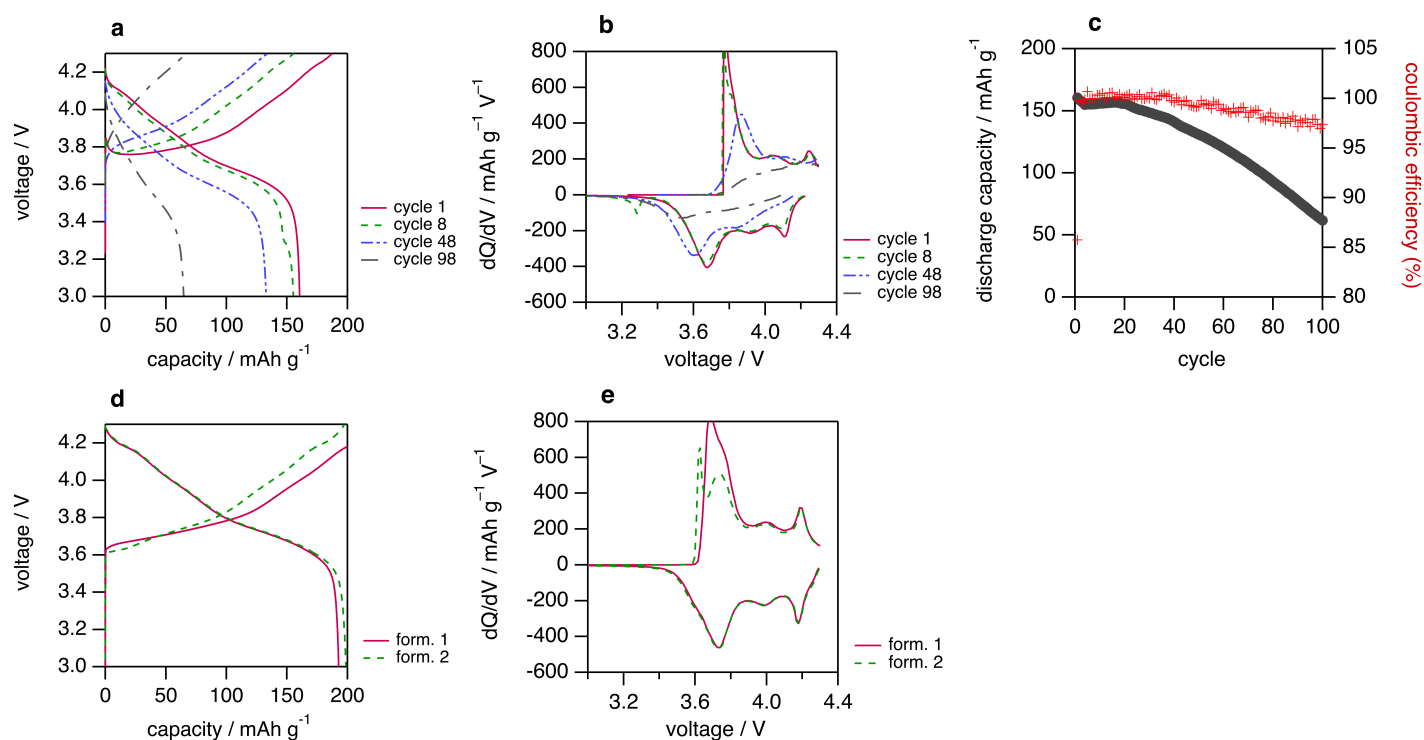 a
4.2
4.0
3.8
3.6
3.4
3.2
3.0
voltage / V
0
50
100
150
200
capacity / mAh g⁻¹
cycle 1
cycle 8
cycle 48
cycle 98
b
800
600
400
200
0
-200
-400
-600
dQ/dV / mAh g⁻¹ V⁻¹
3.2
3.6
4.0
4.4
voltage / V
cycle 1
cycle 8
cycle 48
cycle 98
c
200
150
100
50
0
discharge capacity / mAh g⁻¹
105
100
95
90
85
80
coulombic efficiency (%)
0
20
40
60
80
100
cycle
d
4.2
4.0
3.8
3.6
3.4
3.2
3.0
voltage / V
0
50
100
150
200
capacity / mAh g⁻¹
form. 1
form. 2
e
800
600
400
200
0
-200
-400
-600
dQ/dV / mAh g⁻¹ V⁻¹
3.2
3.6
4.0
4.4
voltage / V
form. 1
form. 2